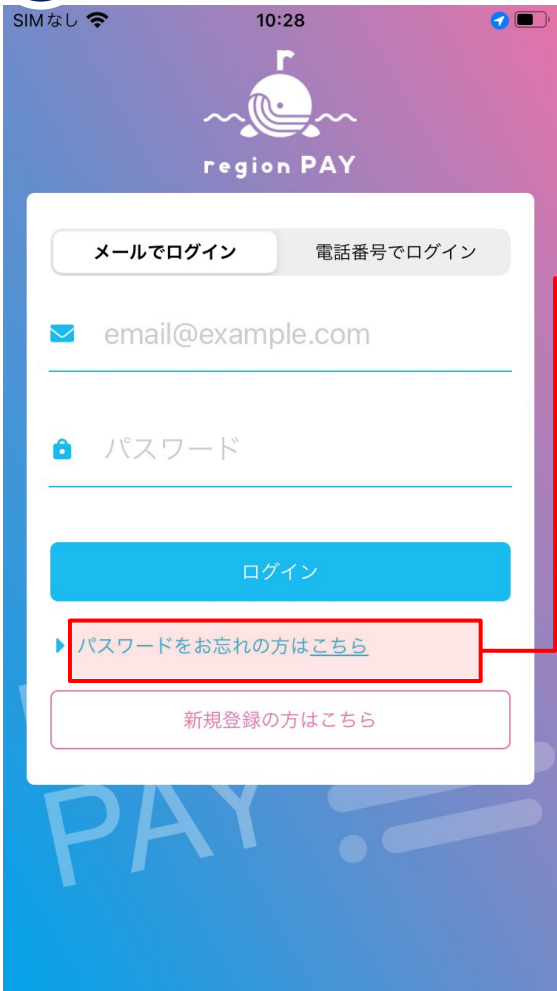 SIMなし 10:28
r
region PAY
メールでログイン 電話番号でログイン
email@example.com
パスワード
ログイン
パスワードをお忘れの方はこちら
新規登録の方はこちら
PAY